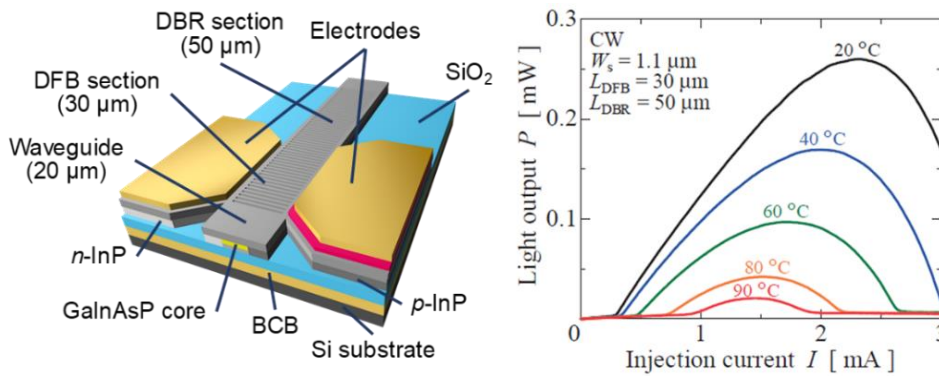 DBR section
(50 µm)
Electrodes
DFB section
(30 µm)
SiO2
Waveguide
(20 µm)
n-InP
GaInAsP core
BCB
p-InP
Si substrate
CW
Ws = 1.1 µm
LDFB = 30 µm
LDBR = 50 µm
20 °C
40 °C
60 °C
80 °C
90 °C
Light output P [ mW ]
0.3
0.2
0.1
0
1
2
3
Injection current I [ mA ]